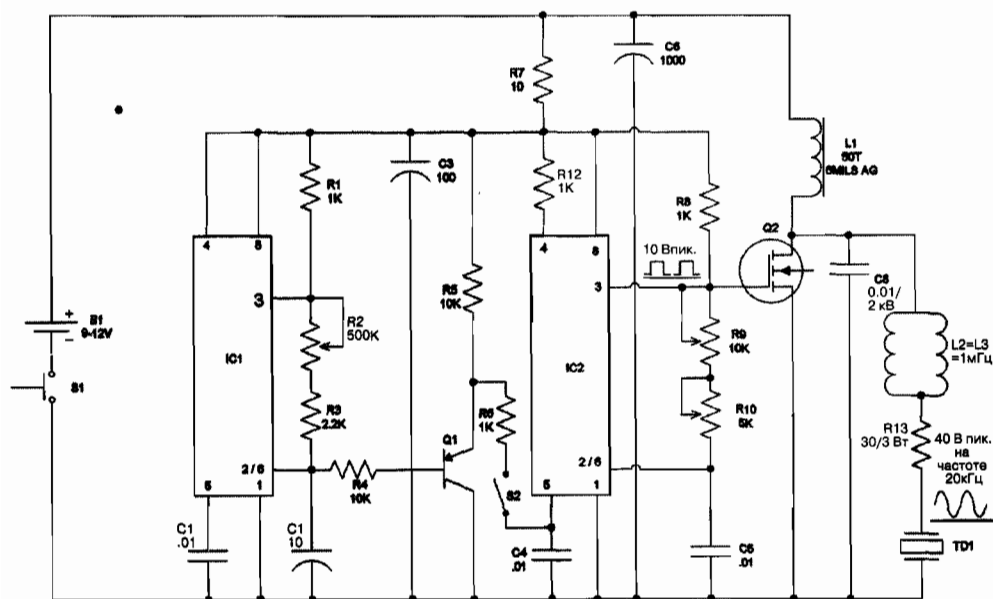 C6
1000
R7
10
L1
50T
6MILS AG
C3
100
R12
1K
R1
1K
R8
1K
Q2
4
8
4
8
10 Впик.
3
3
R5
10K
C8
0.01/
2 кВ
+
B1
9-12V
−
R2
500K
R9
10K
L2=L3
=1мГц
IC1
IC2
S1
R3
2.2K
R6
1K
R10
5K
R13
30/3 Вт
40 В пик.
на
частоте
20кГц
Q1
2/6
2/6
R4
10K
S2
5
1
5
1
C1
.01
C1
10
C4
.01
C5
.01
TD1